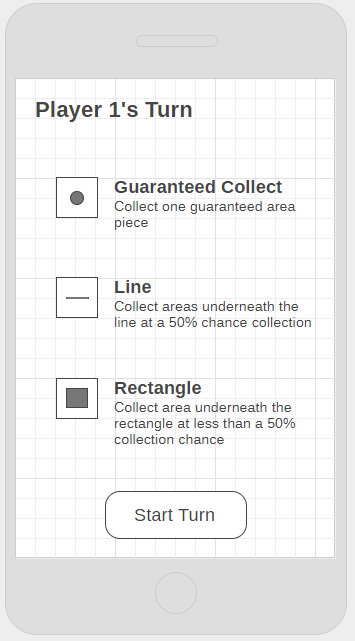 Player 1's Turn
Guaranteed Collect
Collect one guaranteed area
piece
Line
Collect areas underneath the
line at a 50% chance collection
Rectangle
Collect area underneath the
rectangle at less than a 50%
collection chance
Start Turn